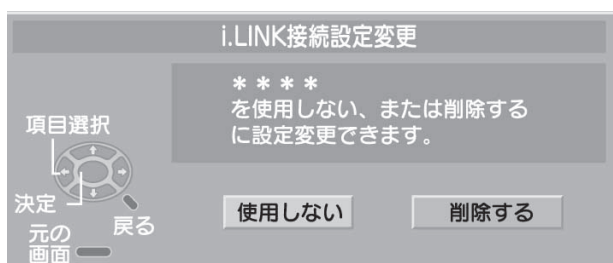 i.LINK接続設定変更
＊＊＊＊
を使用しない、または削除する
に設定変更できます。
項目選択
決定
戻る
元の
画面
使用しない
削除する